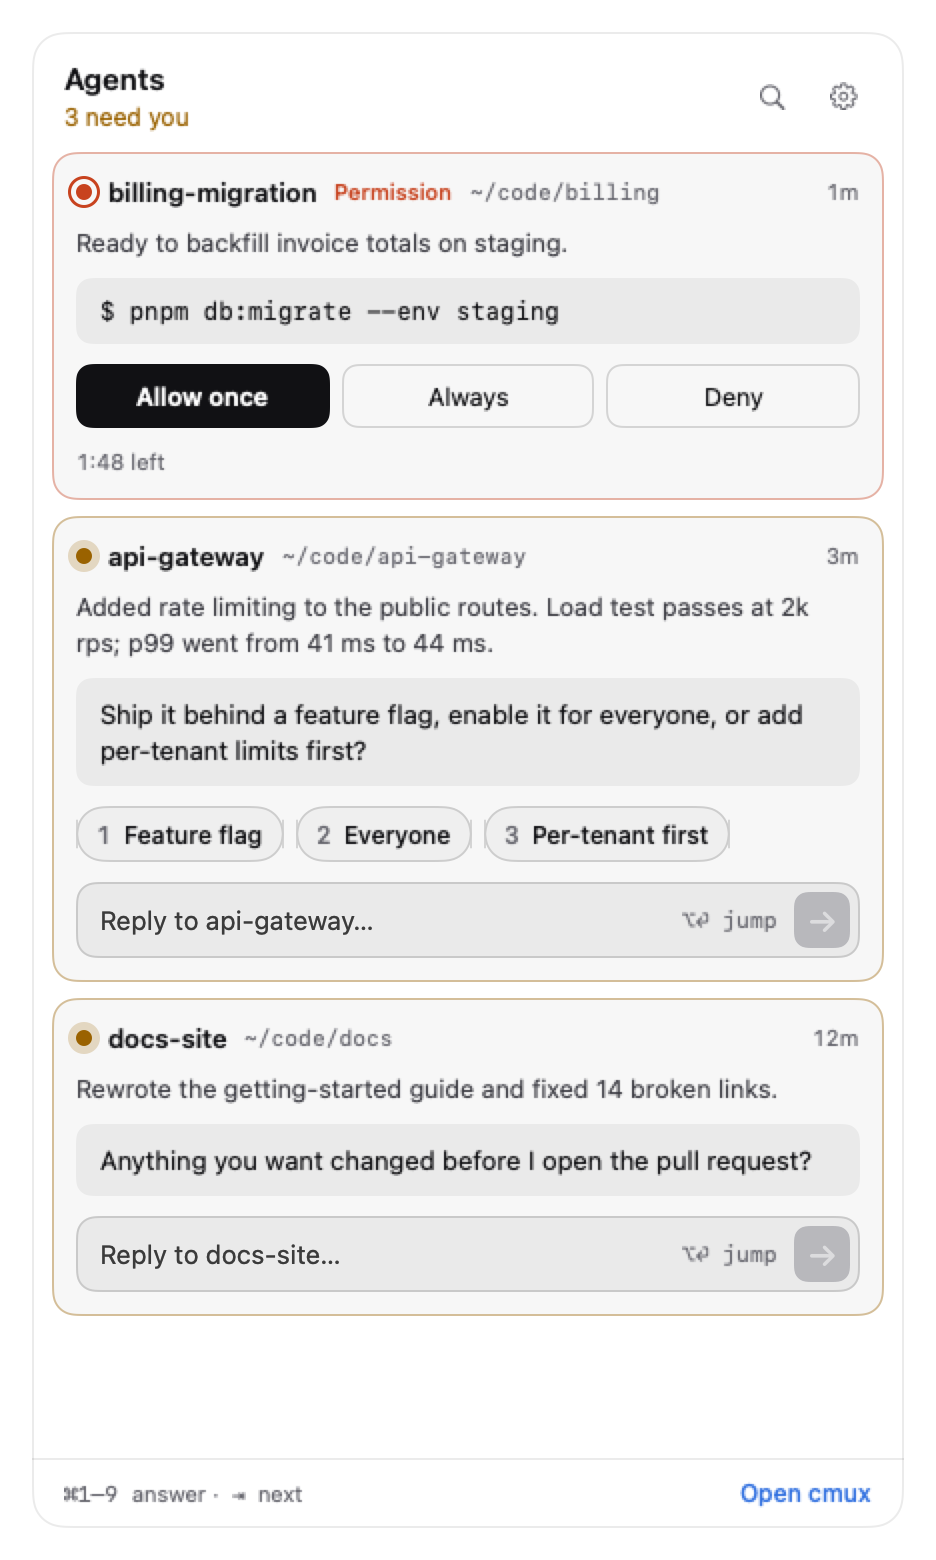 Agents
3 need you
billing-migration Permission ~/code/billing 1m
Ready to backfill invoice totals on staging.
$ pnpm db:migrate --env staging
Allow once Always Deny
1:48 left
api-gateway ~/code/api-gateway 3m
Added rate limiting to the public routes. Load test passes at 2k
rps; p99 went from 41 ms to 44 ms.
Ship it behind a feature flag, enable it for everyone, or add
per-tenant limits first?
1 Feature flag 2 Everyone 3 Per-tenant first
Reply to api-gateway... ⌥⏎ jump
docs-site ~/code/docs 12m
Rewrote the getting-started guide and fixed 14 broken links.
Anything you want changed before I open the pull request?
Reply to docs-site... ⌥⏎ jump
⌘1–9 answer · ⇥ next Open cmux